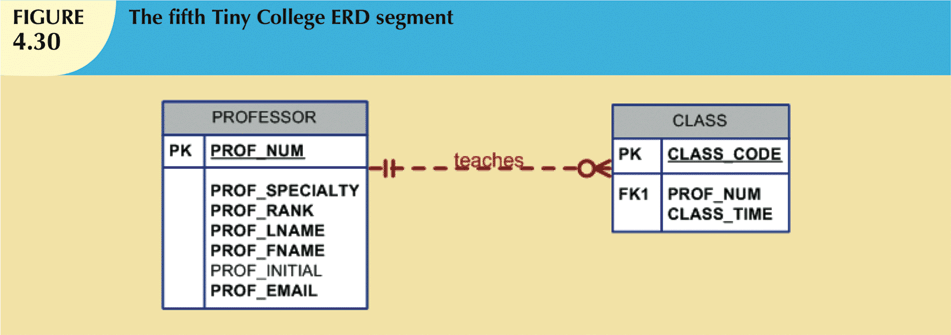 FIGURE
4.30
The fifth Tiny College ERD segment
PROFESSOR
PK PROF_NUM
PROF_SPECIALTY
PROF_RANK
PROF_LNAME
PROF_FNAME
PROF_INITIAL
PROF_EMAIL
teaches
CLASS
PK CLASS_CODE
FK1 PROF_NUM
CLASS_TIME